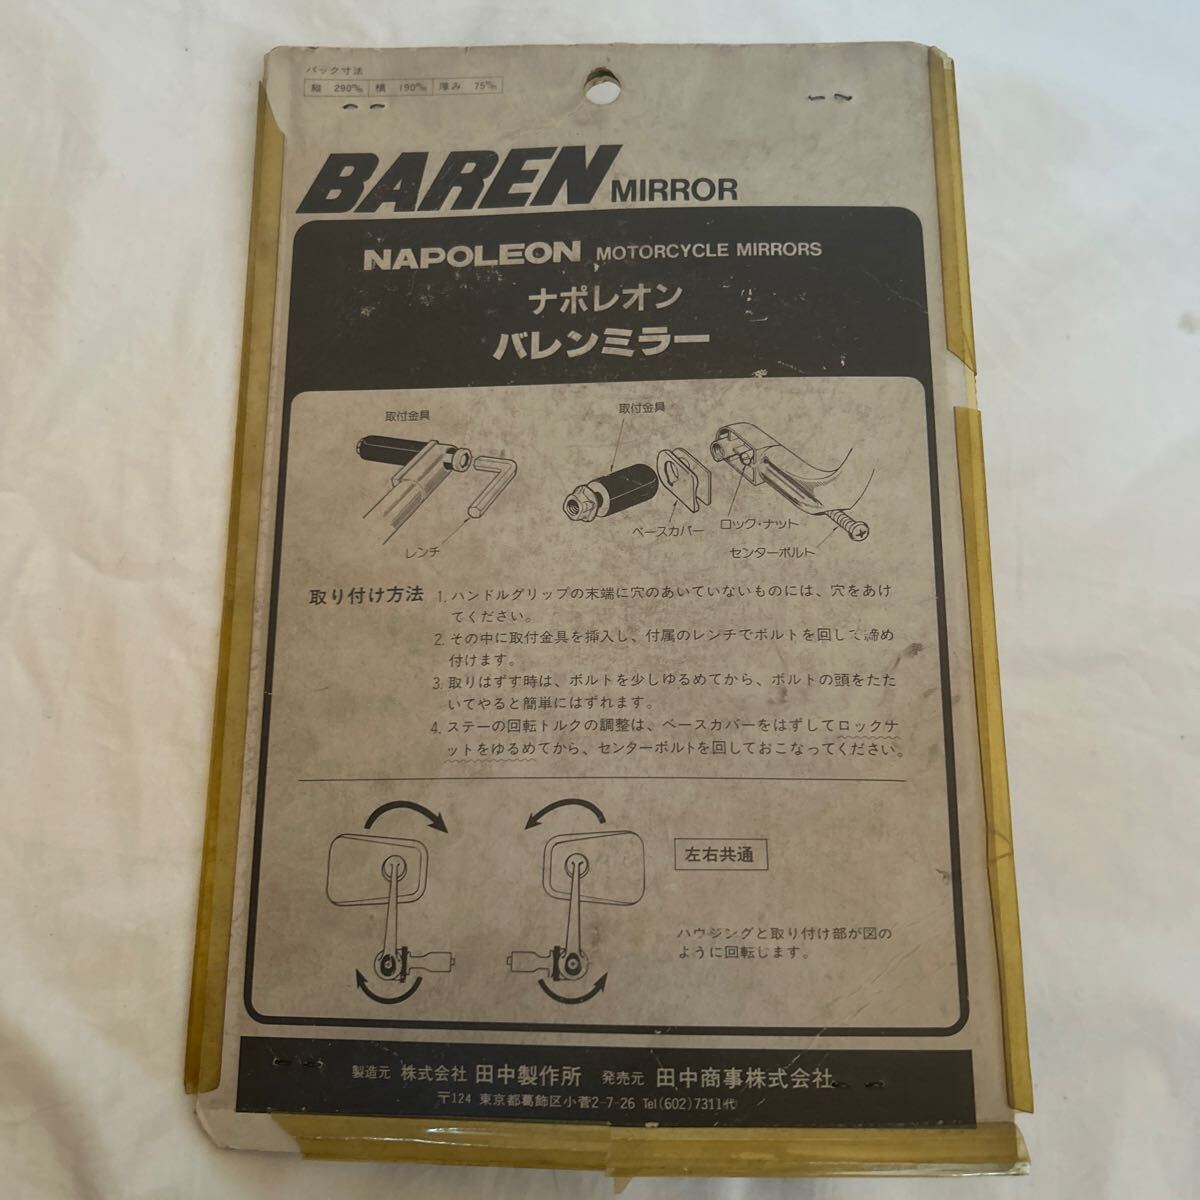 パック寸法
縦 290m/m 横 190m/m 厚み 75m/m
BAREN MIRROR
NAPOLEON MOTORCYCLE MIRRORS
ナポレオン
バレンミラー
取付金具
取付金具
レンチ
ベースカバー
ロック・ナット
センターボルト
取り付け方法
1. ハンドルグリップの末端に穴のあいていないものには、穴をあけ
てください。
2. その中に取付金具を挿入し、付属のレンチでボルトを回して締め
付けます。
3. 取りはずす時は、ボルトを少しゆるめてから、ボルトの頭をたた
いてやると簡単にはずれます。
4. ステーの回転トルクの調整は、ベースカバーをはずしてロックナ
ットをゆるめてから、センターボルトを回しておこなってください。
左右共通
ハウジングと取り付け部が図の
ように回転します。
製造元 株式会社 田中製作所 発売元 田中商事株式会社
〒124 東京都葛飾区小菅2-7-26 Tel(602)7311代